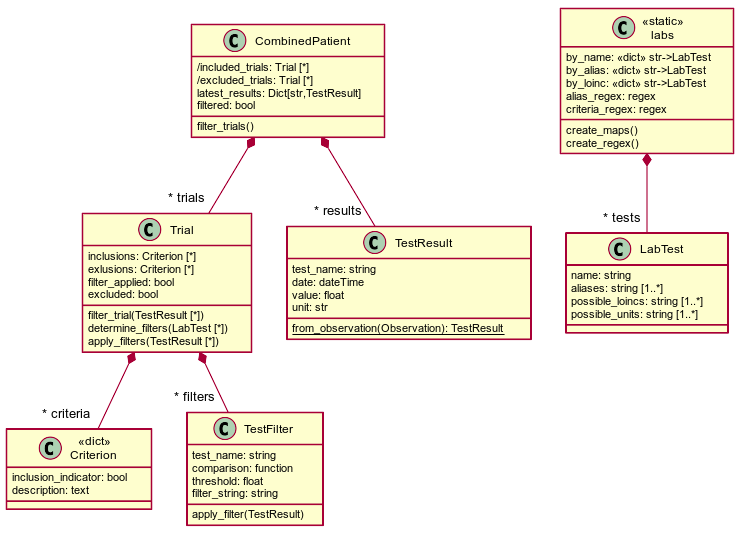 C CombinedPatient
/included_trials: Trial [*]
/excluded_trials: Trial [*]
latest_results: Dict[str,TestResult]
filtered: bool
filter_trials()
C «static»
labs
by_name: «dict» str->LabTest
by_alias: «dict» str->LabTest
by_loinc: «dict» str->LabTest
alias_regex: regex
criteria_regex: regex
create_maps()
create_regex()
* trials
* results
* tests
C Trial
inclusions: Criterion [*]
exlusions: Criterion [*]
filter_applied: bool
excluded: bool
filter_trial(TestResult [*])
determine_filters(LabTest [*])
apply_filters(TestResult [*])
C TestResult
test_name: string
date: dateTime
value: float
unit: str
from_observation(Observation): TestResult
C LabTest
name: string
aliases: string [1..*]
possible_loincs: string [1..*]
possible_units: string [1..*]
* criteria
* filters
C «dict»
Criterion
inclusion_indicator: bool
description: text
C TestFilter
test_name: string
comparison: function
threshold: float
filter_string: string
apply_filter(TestResult)